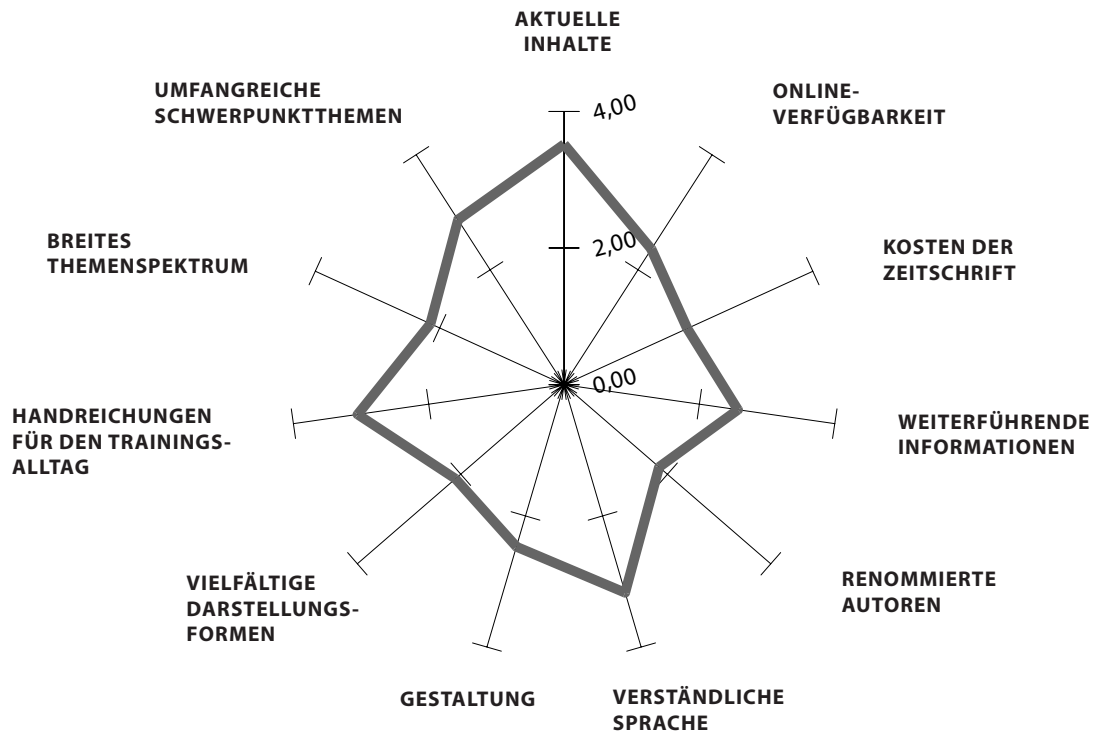 AKTUELLE
INHALTE
ONLINE-
VERFÜGBARKEIT
KOSTEN DER
ZEITSCHRIFT
WEITERFÜHRENDE
INFORMATIONEN
RENOMMIERTE
AUTOREN
VERSTÄNDLICHE
SPRACHE
GESTALTUNG
VIELFÄLTIGE
DARSTELLUNGS-
FORMEN
HANDREICHUNGEN
FÜR DEN TRAININGS-
ALLTAG
BREITES
THEMENSPEKTRUM
UMFANGREICHE
SCHWERPUNKTTHEMEN
4,00
2,00
0,00